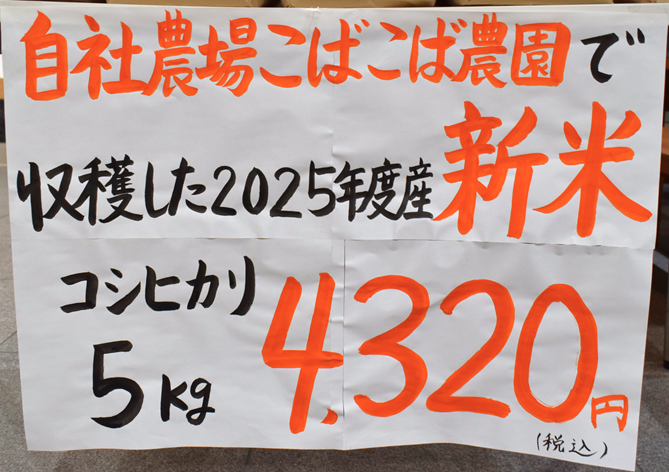 自社農場こばこば農園で
収穫した2025年度産新米
コシヒカリ
5kg
4,320円
(税込)